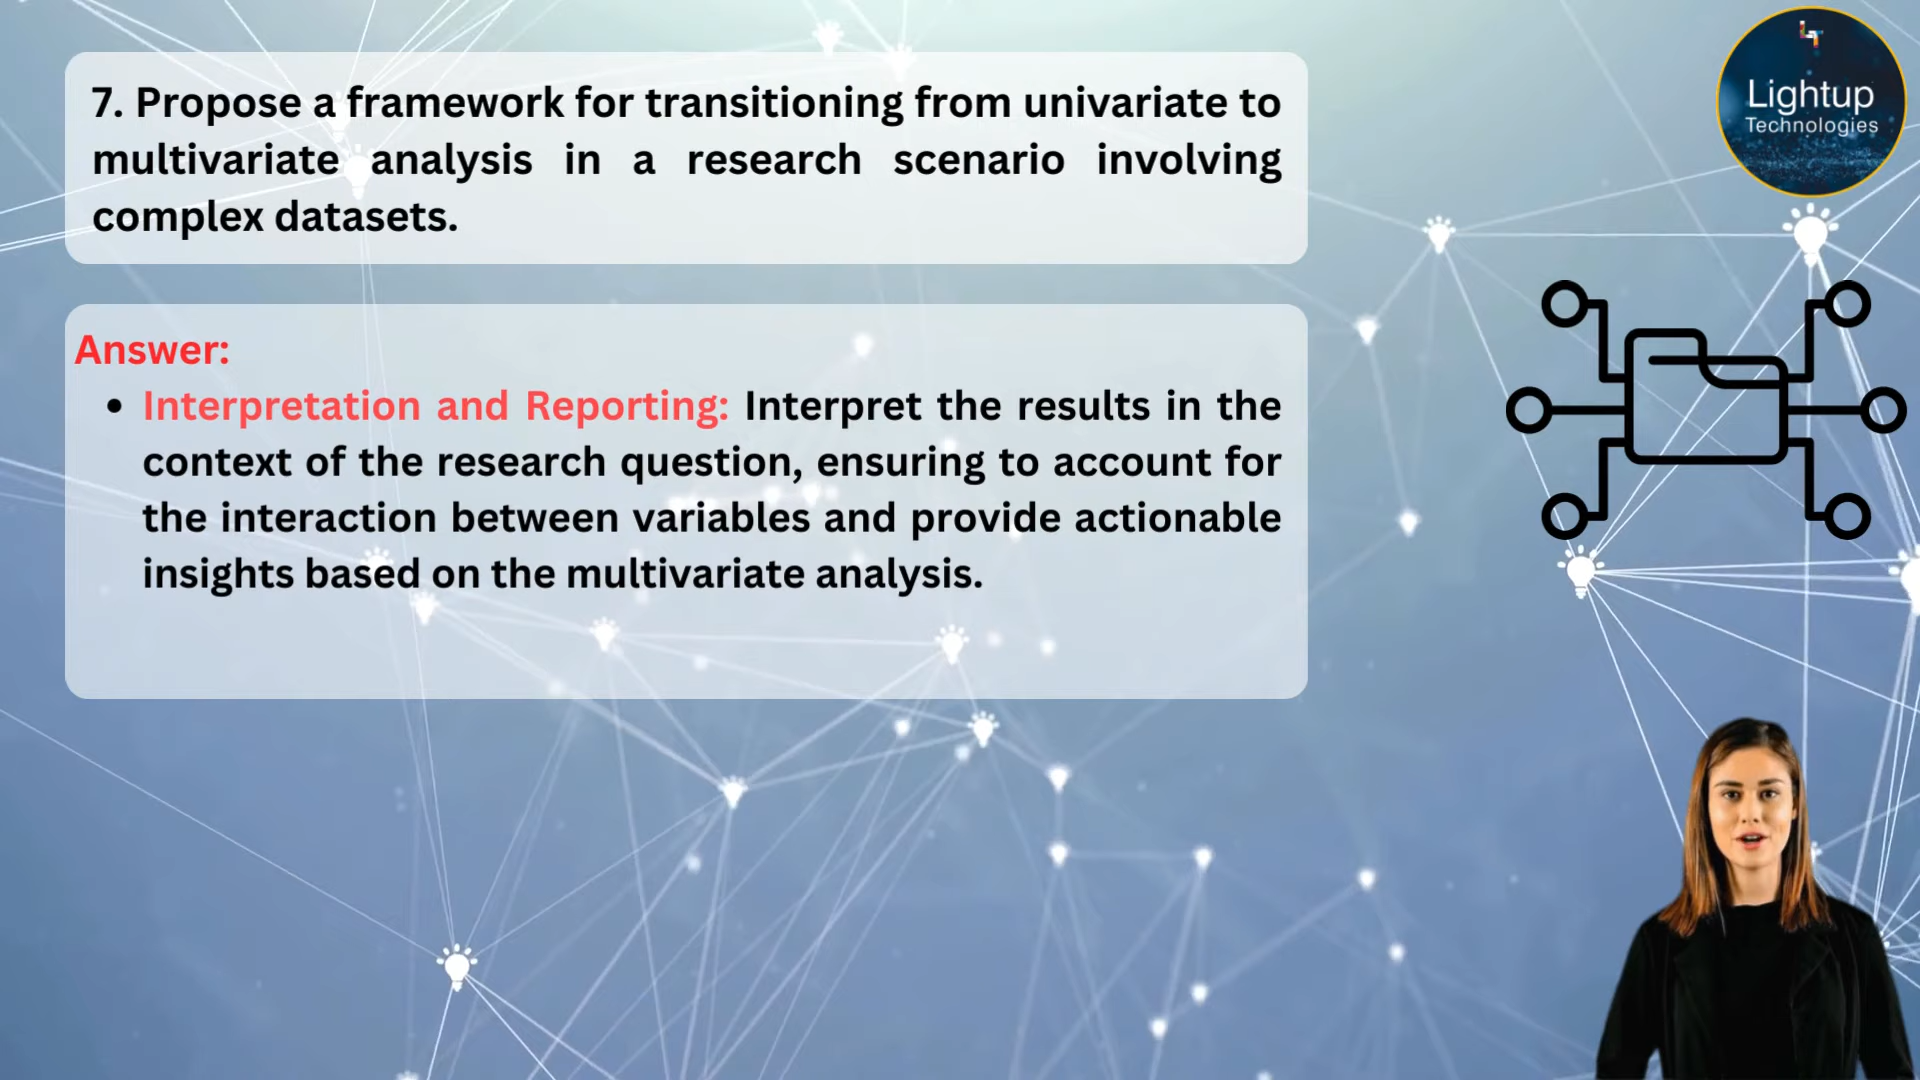 7. Propose a framework for transitioning from univariate to
multivariate analysis in a research scenario involving
complex datasets.
Lightup
Technologies
Answer:
• Interpretation and Reporting: Interpret the results in the
context of the research question, ensuring to account for
the interaction between variables and provide actionable
insights based on the multivariate analysis.